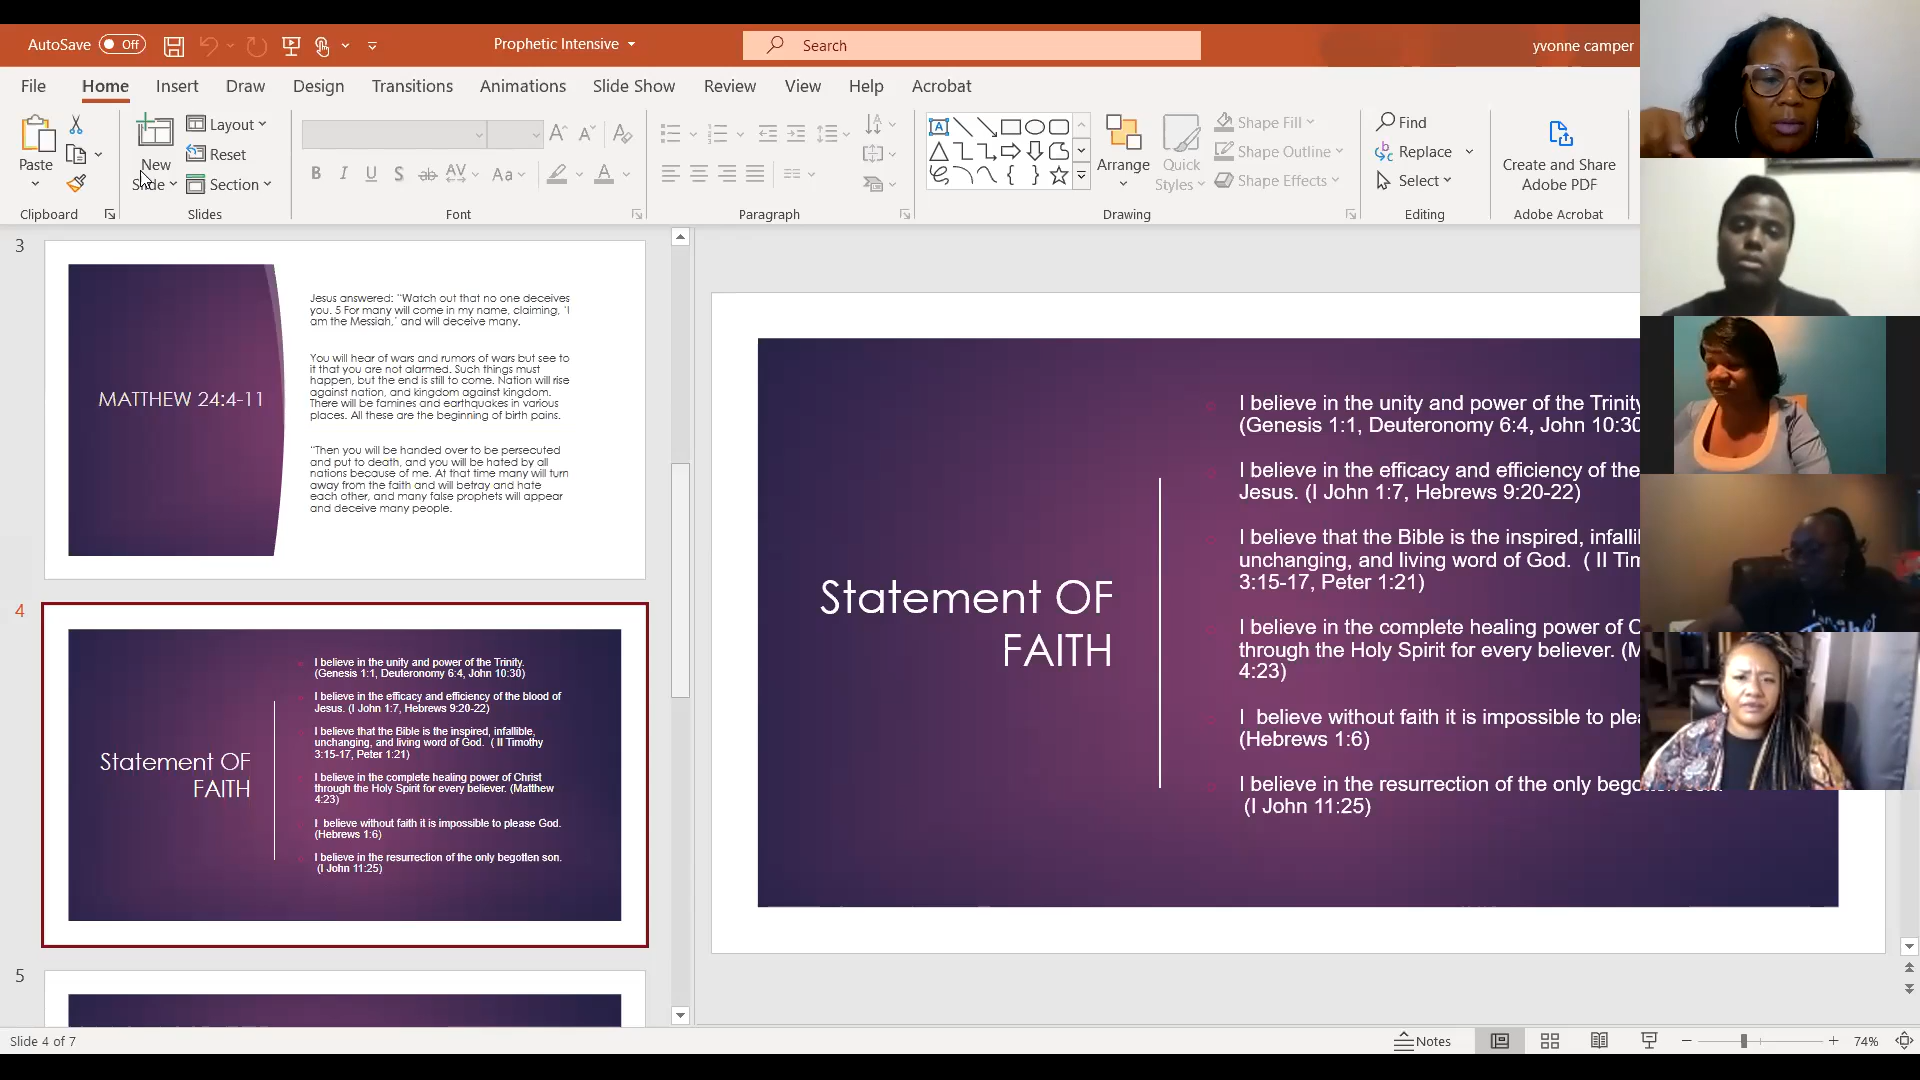 AutoSave Off
Prophetic Intensive
Search
yvonne camper
File Home Insert Draw Design Transitions Animations Slide Show Review View Help Acrobat
Paste
New
Slide
Layout
Reset
Section
Aa
Arrange
Quick
Styles
Shape Fill
Shape Outline
Shape Effects
Find
Replace
Select
Create and Share
Adobe PDF
Clipboard Slides Font Paragraph Drawing Editing Adobe Acrobat
3
MATTHEW 24:4-11
Jesus answered: "Watch out that no one deceives
you. 5 For many will come in my name, claiming, 'I
am the Messiah,' and will deceive many.
You will hear of wars and rumors of wars but see to
it that you are not alarmed. Such things must
happen, but the end is still to come. Nation will rise
against nation, and kingdom against kingdom.
There will be famines and earthquakes in various
places. All these are the beginning of birth pains.
"Then you will be handed over to be persecuted
and put to death, and you will be hated by all
nations because of me. At that time many will turn
away from the faith and will betray and hate
each other, and many false prophets will appear
and deceive many people.
4
Statement OF
FAITH
I believe in the unity and power of the Trinity.
(Genesis 1:1, Deuteronomy 6:4, John 10:30)
I believe in the efficacy and efficiency of the blood of
Jesus. (I John 1:7, Hebrews 9:20-22)
I believe that the Bible is the inspired, infallible,
unchanging, and living word of God. ( II Timothy
3:15-17, Peter 1:21)
I believe in the complete healing power of Christ
through the Holy Spirit for every believer. (Matthew
4:23)
I believe without faith it is impossible to please God.
(Hebrews 1:6)
I believe in the resurrection of the only begotten son.
(I John 11:25)
5
Statement OF
FAITH
I believe in the unity and power of the Trinity
(Genesis 1:1, Deuteronomy 6:4, John 10:30
I believe in the efficacy and efficiency of the
Jesus. (I John 1:7, Hebrews 9:20-22)
I believe that the Bible is the inspired, infalli
unchanging, and living word of God. ( II Tim
3:15-17, Peter 1:21)
I believe in the complete healing power of C
through the Holy Spirit for every believer. (M
4:23)
I believe without faith it is impossible to plea
(Hebrews 1:6)
I believe in the resurrection of the only begotten
(I John 11:25)
Slide 4 of 7
Notes
74%